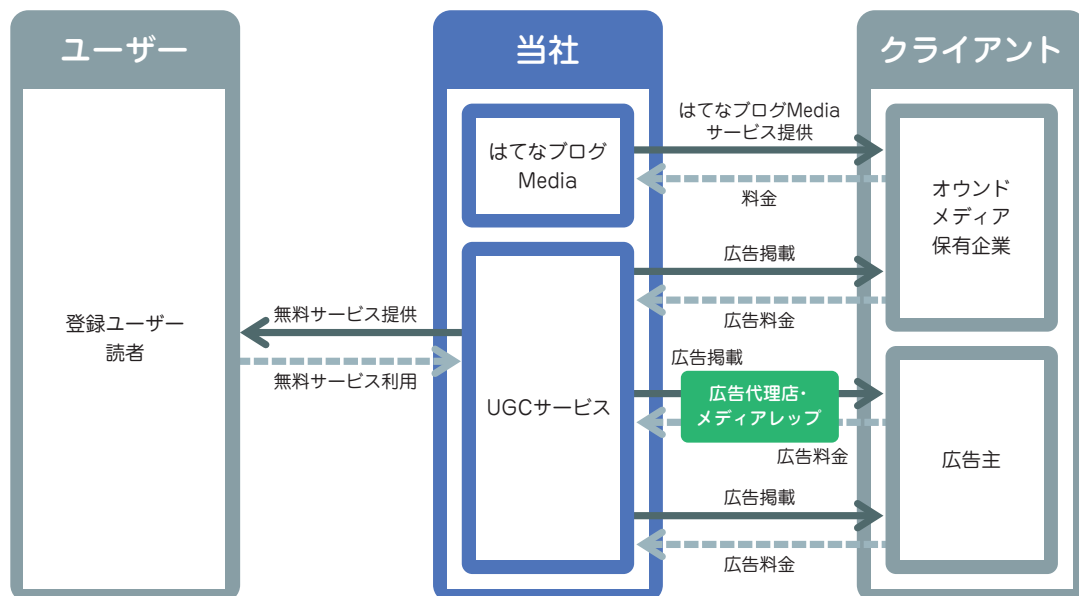 ユーザー
登録ユーザー
読者
無料サービス提供
無料サービス利用
当社
はてなブログ
Media
UGCサービス
はてなブログMedia
サービス提供
料金
広告掲載
広告料金
広告掲載
広告代理店・
メディアレップ
広告料金
広告掲載
広告料金
クライアント
オウンド
メディア
保有企業
広告主